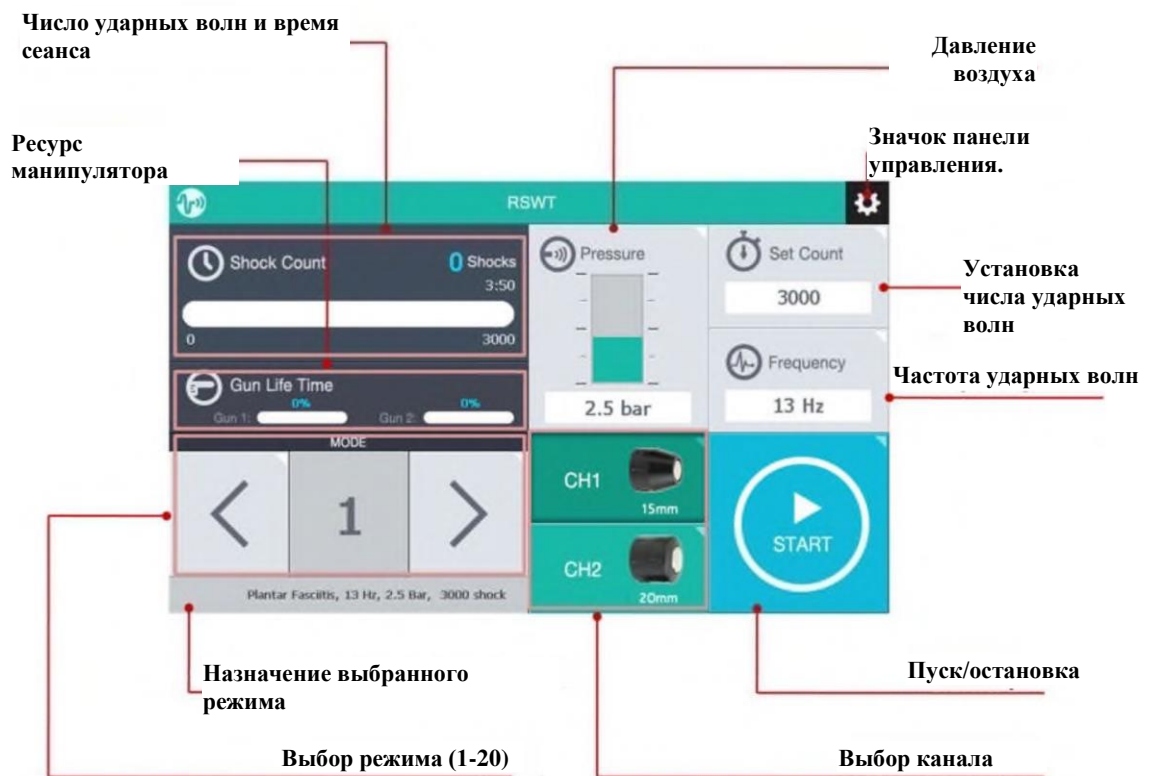 Число ударных волн и время
сеанса
Давление
воздуха
Ресурс
манипулятора
Значок панели
управления.
RSWT
Shock Count
0 Shocks
3:50
0
3000
Pressure
2.5 bar
Set Count
3000
Установка
числа ударных
волн
Gun Life Time
Gun 1:
0%
Gun 2:
0%
Frequency
13 Hz
Частота ударных волн
MODE
1
CH1
15mm
CH2
20mm
START
Plantar Fasciitis, 13 Hz, 2.5 Bar, 3000 shock
Назначение выбранного
режима
Пуск/остановка
Выбор режима (1-20)
Выбор канала